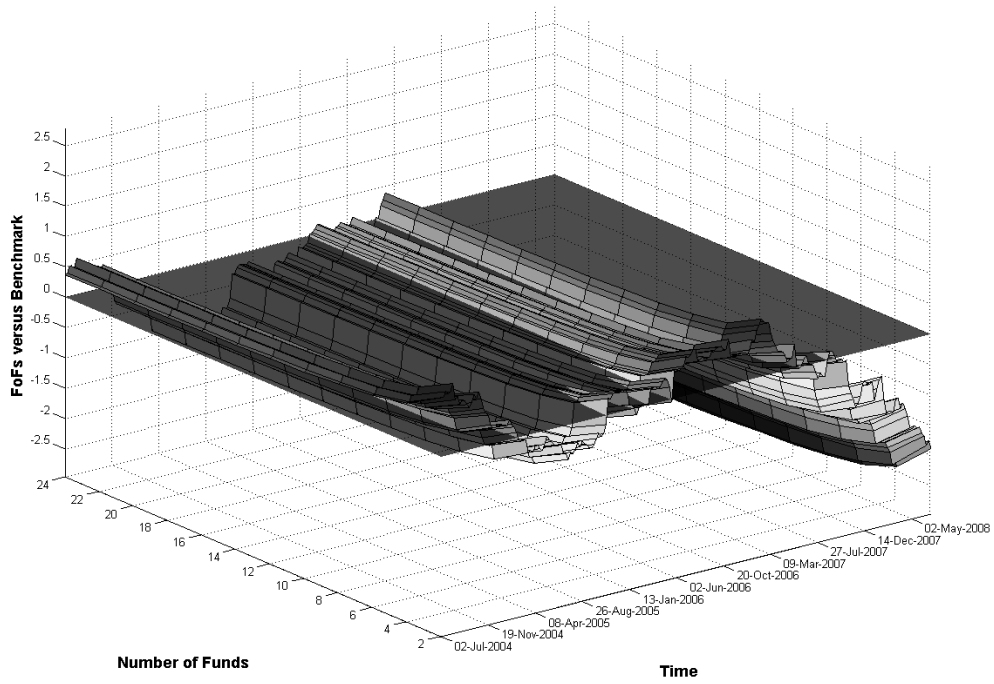 2.5
2
1.5
1
0.5
0
-0.5
-1
-1.5
-2
-2.5
FoFs versus Benchmark
24
22
20
18
16
14
12
10
8
6
4
2
Number of Funds
02-Jul-2004
19-Nov-2004
08-Apr-2005
26-Aug-2005
13-Jan-2006
02-Jun-2006
20-Oct-2006
09-Mar-2007
27-Jul-2007
14-Dec-2007
02-May-2008
Time